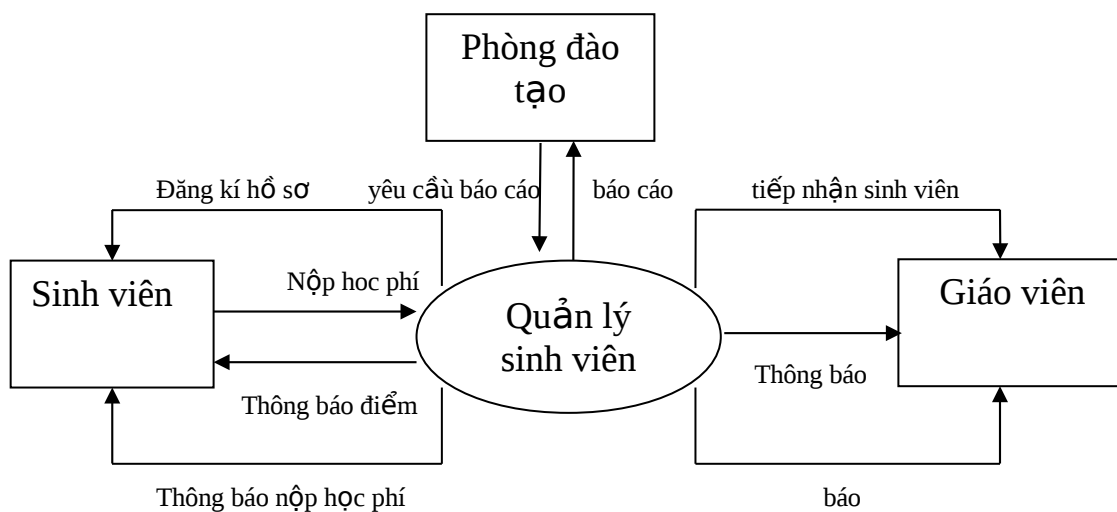 Phòng đào
tạo
Đăng kí hồ sơ
yêu cầù báo cáo
báo cáo
tiếp nhận sinh viên
Sinh viên
Nộp hoc phí
Quản lý
sinh viên
Giáo viên
Thông báo
Thông báo điểm
Thông báo nộp học phí
báo